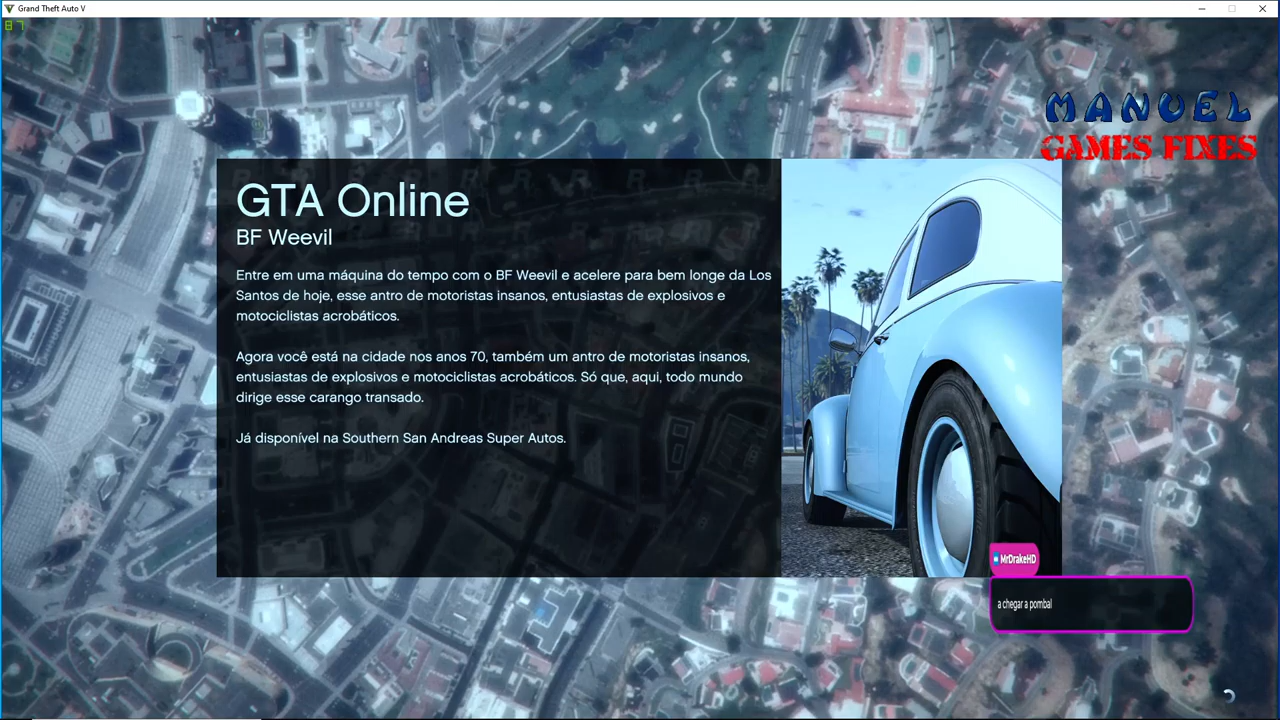 Grand Theft Auto V
87
MANUEL
GAMES FIXES
GTA Online
BF Weevil
Entre em uma máquina do tempo com o BF Weevil e acelere para bem longe da Los
Santos de hoje, esse antro de motoristas insanos, entusiastas de explosivos e
motociclistas acrobáticos.
Agora você está na cidade nos anos 70, também um antro de motoristas insanos,
entusiastas de explosivos e motociclistas acrobáticos. Só que, aqui, todo mundo
dirige esse carango transado.
Já disponível na Southern San Andreas Super Autos.
MrDrakeHD
a chegar a pombal